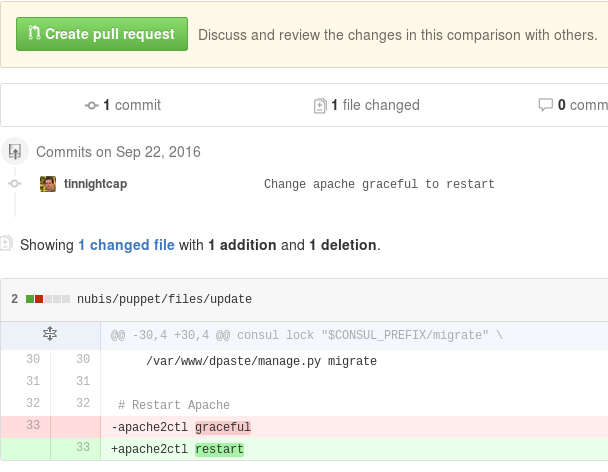 Create pull request Discuss and review the changes in this comparison with others.
1 commit 1 file changed 0 comm
Commits on Sep 22, 2016
tinnightcap Change apache graceful to restart
Showing 1 changed file with 1 addition and 1 deletion.
2 nubis/puppet/files/update
@@ -30,4 +30,4 @@ consul lock "$CONSUL_PREFIX/migrate" \
30 30 /var/www/dpaste/manage.py migrate
31 31
32 32 # Restart Apache
33 -apache2ctl graceful
33 +apache2ctl restart